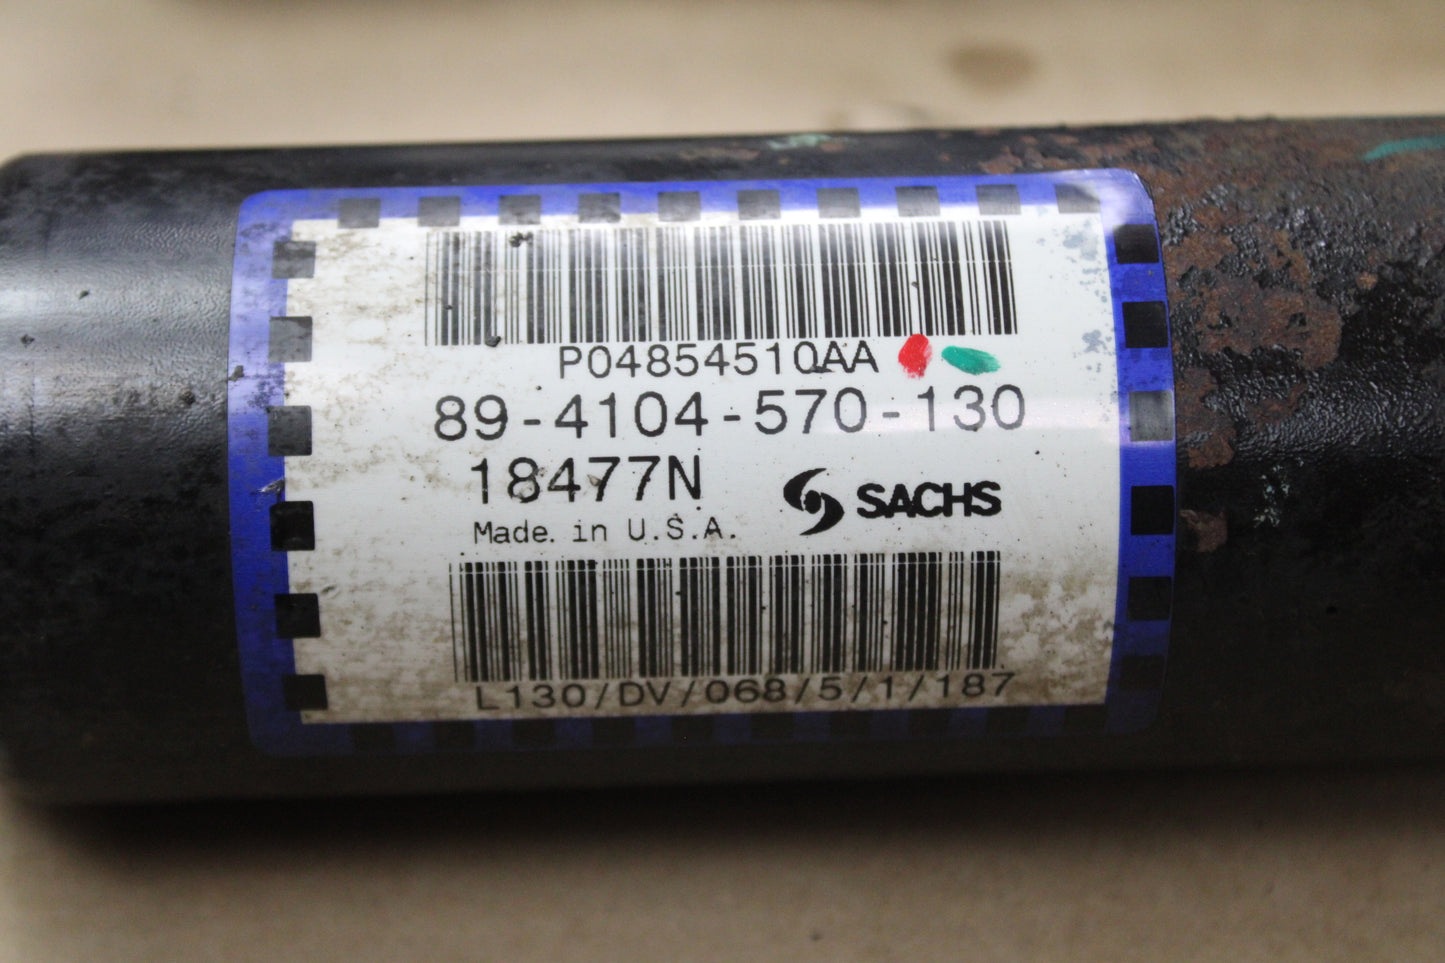 P04854510AA
89-4104-570-130
18477N
SACHS
Made in U.S.A.
L130/DV/068/5/1/187